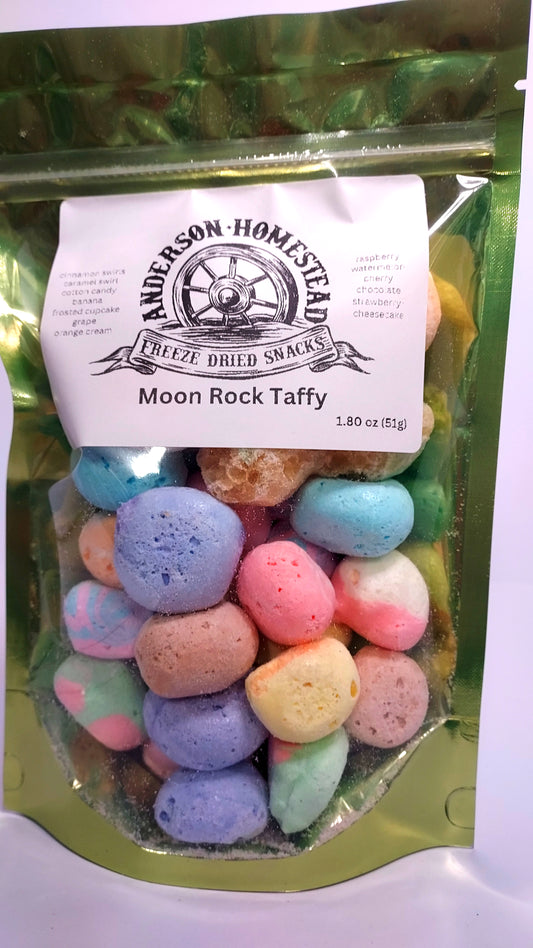 ANDERSON · HOMESTEAD
FREEZE DRIED SNACKS
cinnamon swirls
caramel swirl
cotton candy
banana
frosted cupcake
grape
orange cream
raspberry
watermelon
cherry
chocolate
strawberry
cheesecake
Moon Rock Taffy
1.80 oz (51g)